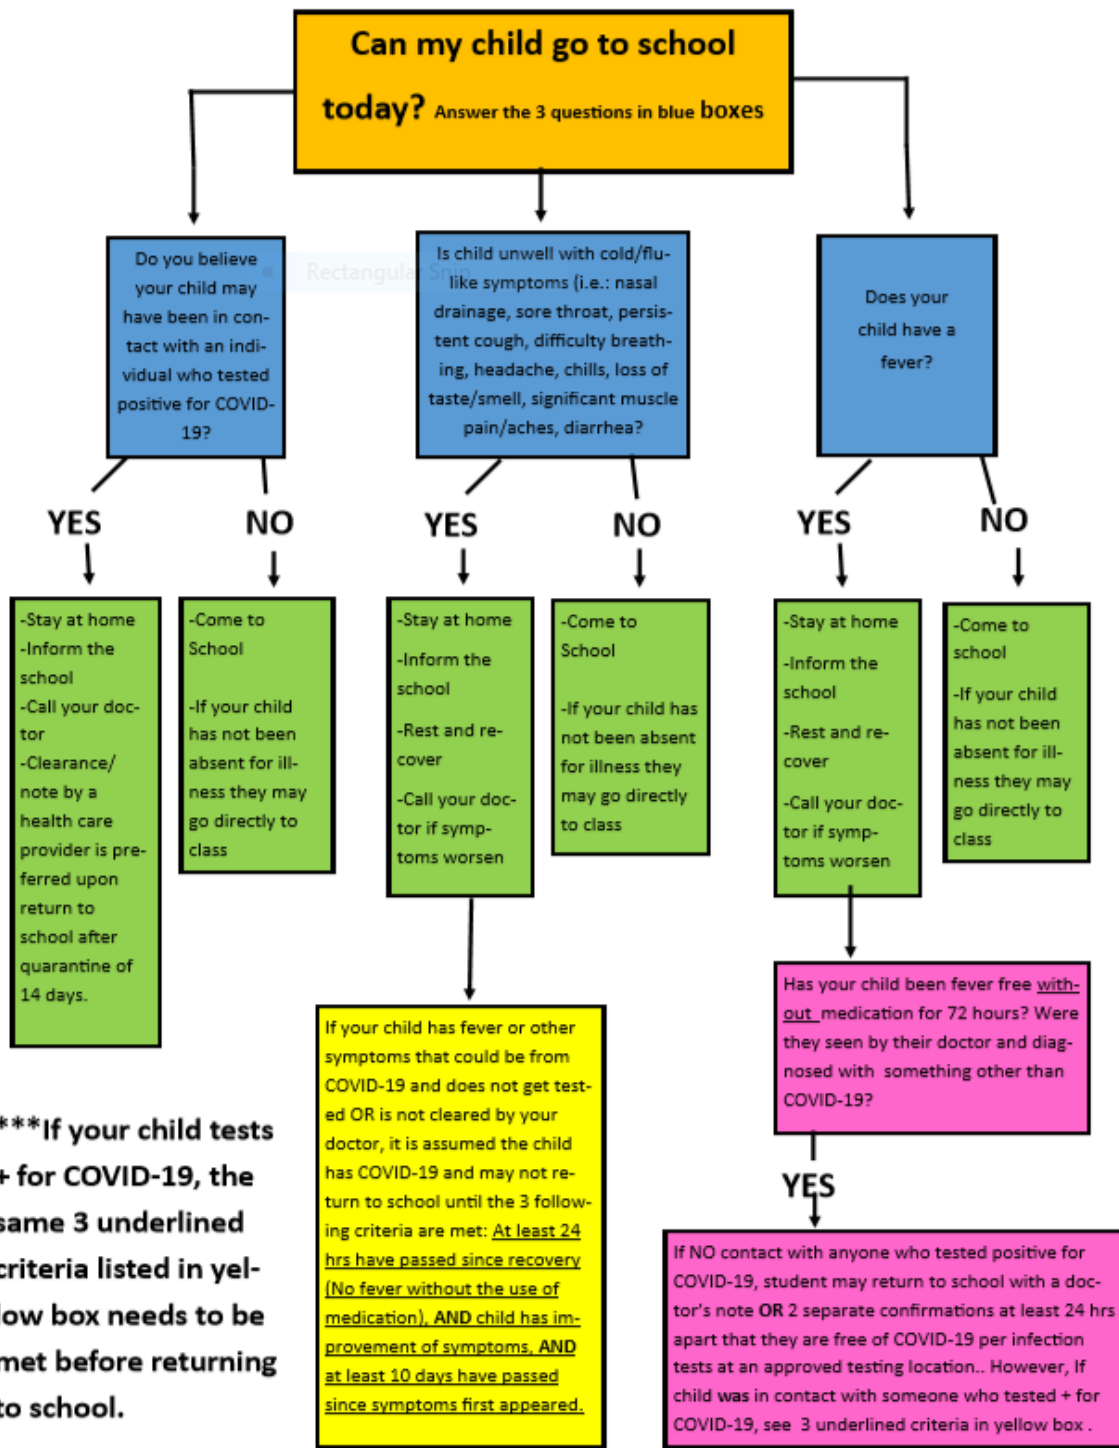 Can my child go to school
today? Answer the 3 questions in blue boxes
Do you believe
your child may
have been in con-
tact with an indi-
vidual who tested
positive for COVID-
19?
Rectangular Snip
Is child unwell with cold/flu-
like symptoms (i.e.: nasal
drainage, sore throat, persis-
tent cough, difficulty breath-
ing, headache, chills, loss of
taste/smell, significant muscle
pain/aches, diarrhea?
Does your
child have a
fever?
YES
NO
YES
NO
YES
NO
-Stay at home
-Inform the
school
-Call your doc-
tor
-Clearance/
note by a
health care
provider is pre-
ferred upon
return to
school after
quarantine of
14 days.
-Come to
School
-If your child
has not been
absent for ill-
ness they may
go directly to
class
-Stay at home
-Inform the
school
-Rest and re-
cover
-Call your doc-
tor if symp-
toms worsen
-Come to
School
-If your child has
not been absent
for illness they
may go directly
to class
-Stay at home
-Inform the
school
-Rest and re-
cover
-Call your doc-
tor if symp-
toms worsen
-Come to
school
-If your child
has not been
absent for ill-
ness they may
go directly to
class
If your child has fever or other
symptoms that could be from
COVID-19 and does not get test-
ed OR is not cleared by your
doctor, it is assumed the child
has COVID-19 and may not re-
turn to school until the 3 follow-
ing criteria are met: At least 24
hrs have passed since recovery
(No fever without the use of
medication), AND child has im-
provement of symptoms, AND
at least 10 days have passed
since symptoms first appeared.
Has your child been fever free with-
out medication for 72 hours? Were
they seen by their doctor and diag-
nosed with something other than
COVID-19?
YES
If NO contact with anyone who tested positive for
COVID-19, student may return to school with a doc-
tor's note OR 2 separate confirmations at least 24 hrs
apart that they are free of COVID-19 per infection
tests at an approved testing location.. However, If
child was in contact with someone who tested + for
COVID-19, see 3 underlined criteria in yellow box .
***If your child tests
+ for COVID-19, the
same 3 underlined
criteria listed in yel-
low box needs to be
met before returning
to school.